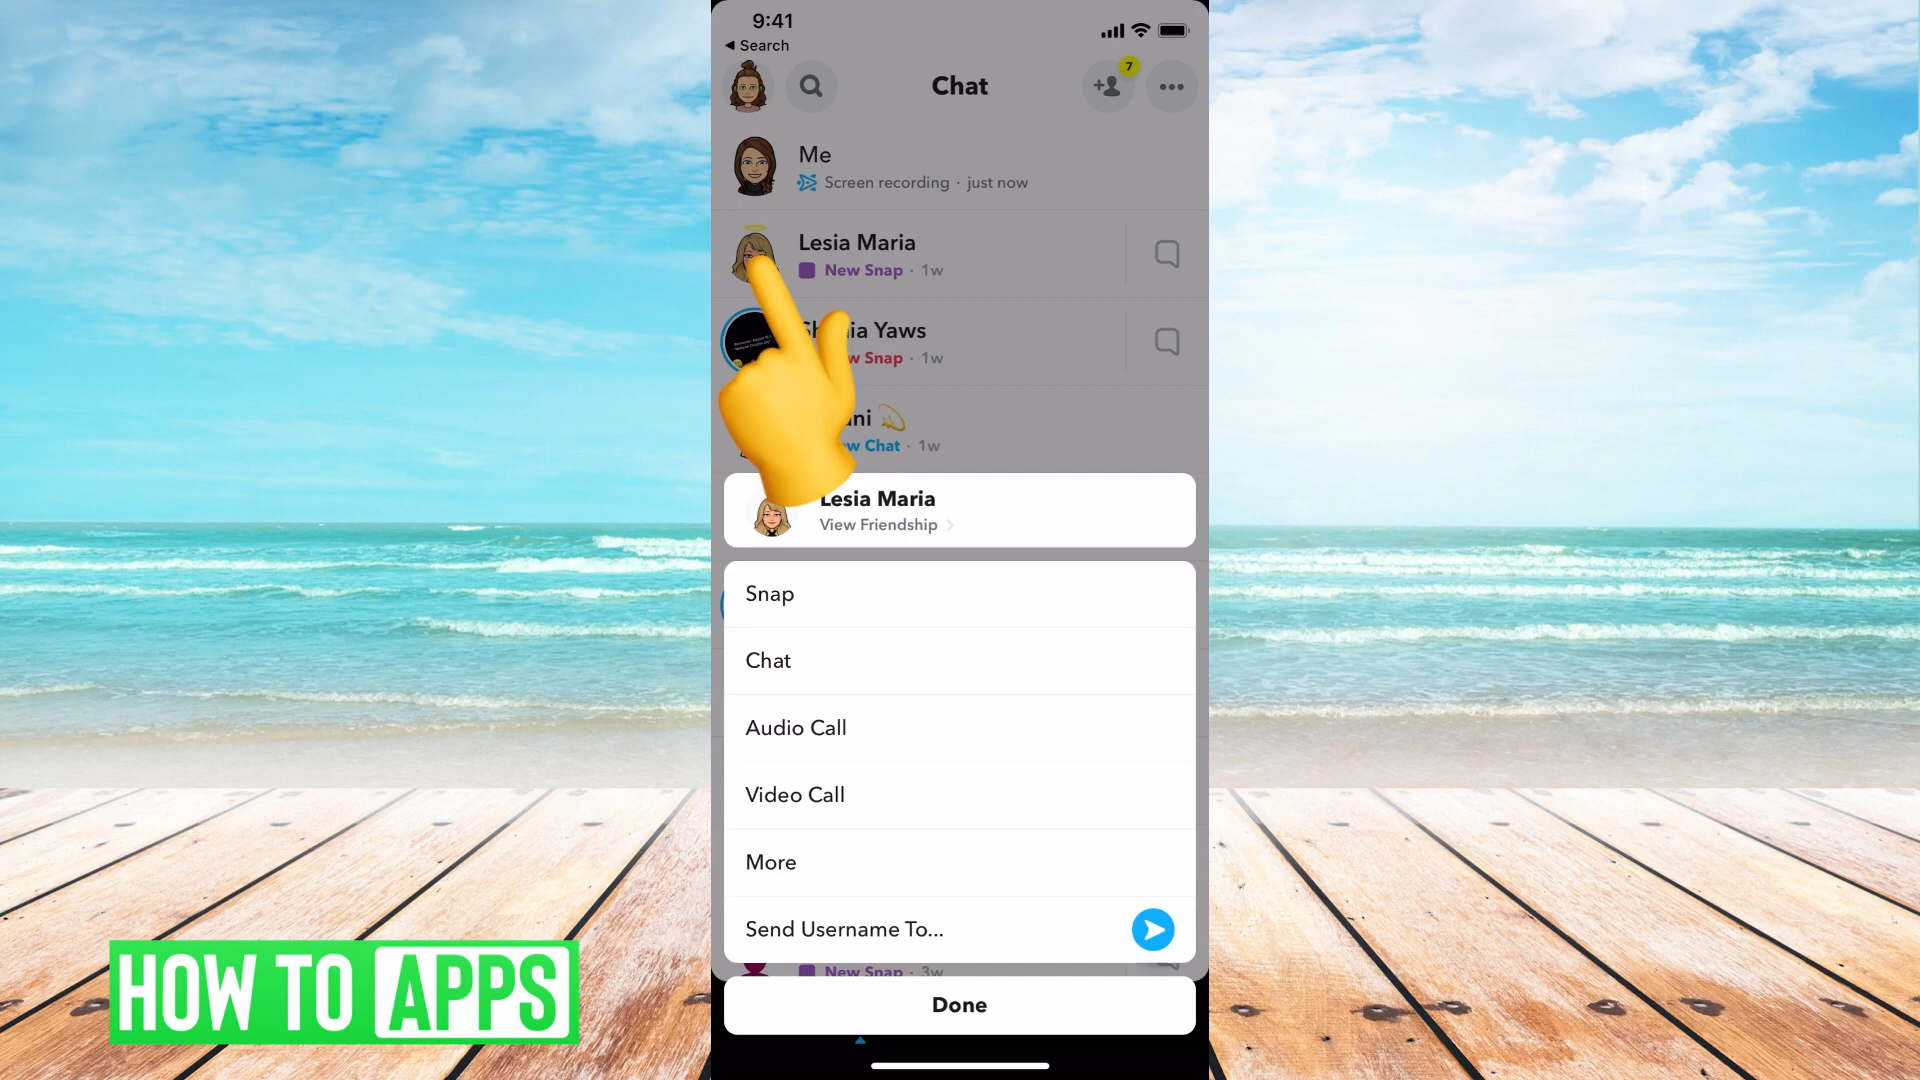 9:41
◀ Search
Chat
7
Me
Screen recording · just now
Lesia Maria
New Snap · 1w
Yaws
Snap · 1w
Chat · 1w
Lesia Maria
View Friendship
Snap
Chat
Audio Call
Video Call
More
Send Username To...
New Snap · 3w
Done
HOW TO APPS